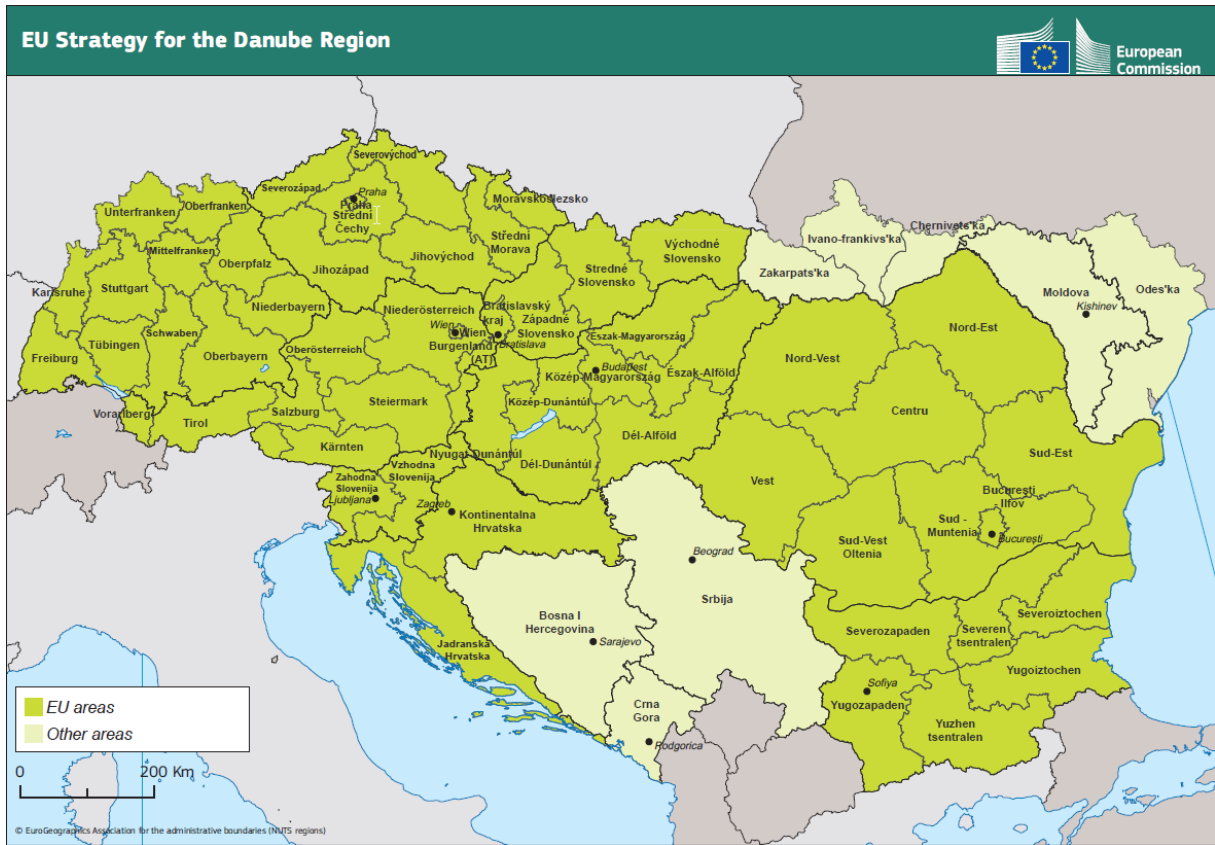 EU Strategy for the Danube Region
European
Commission
Severovýchod
Severozápad
Praha
Praha
Střední
Čechy
Moravskoslezsko
Unterfranken
Oberfranken
Mittelfranken
Oberpfalz
Jihozápad
Jihovýchod
Střední
Morava
Východné
Slovensko
Stredné
Slovensko
Zakarpats'ka
Ivano-frankivs'ka
Chernivets'ka
Moldova
Kishinev
Odes'ka
Karlsruhe
Stuttgart
Niederbayern
Niederösterreich
Wien
Wien
Bratislavský
kraj
Bratislava
Západné
Slovensko
Burgenland
(AT)
Freiburg
Tübingen
Schwaben
Oberbayern
Oberösterreich
Észak-Magyarország
Budapest
Közép-Magyarország
Észak-Alföld
Nord-Vest
Nord-Est
Vorarlberg
Tirol
Salzburg
Steiermark
Kärnten
Közép-Dunántúl
Nyugat-Dunántúl
Dél-Dunántúl
Dél-Alföld
Centru
Sud-Est
Vest
Zahodna
Slovenija
Ljubljana
Vzhodna
Slovenija
Zagreb
Kontinentalna
Hrvatska
Bucureşti
- Ilfov
Sud -
Muntenia
Bucureşti
Sud-Vest
Oltenia
Beograd
Srbija
Bosna I
Hercegovina
Sarajevo
Jadranska
Hrvatska
Severozapaden
Severen
tsentralen
Severoiztochen
Yugoiztochen
Sofiya
Yugozapaden
Yuzhen
tsentralen
Crna
Gora
Podgorica
EU areas
Other areas
0 200 Km
© EuroGeographics Association for the administrative boundaries (NUTS regions)